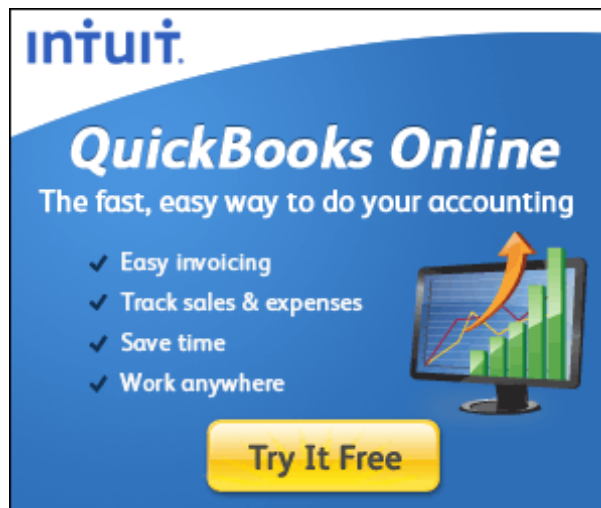 intuit.
QuickBooks Online
The fast, easy way to do your accounting
Easy invoicing
Track sales & expenses
Save time
Work anywhere
Try It Free